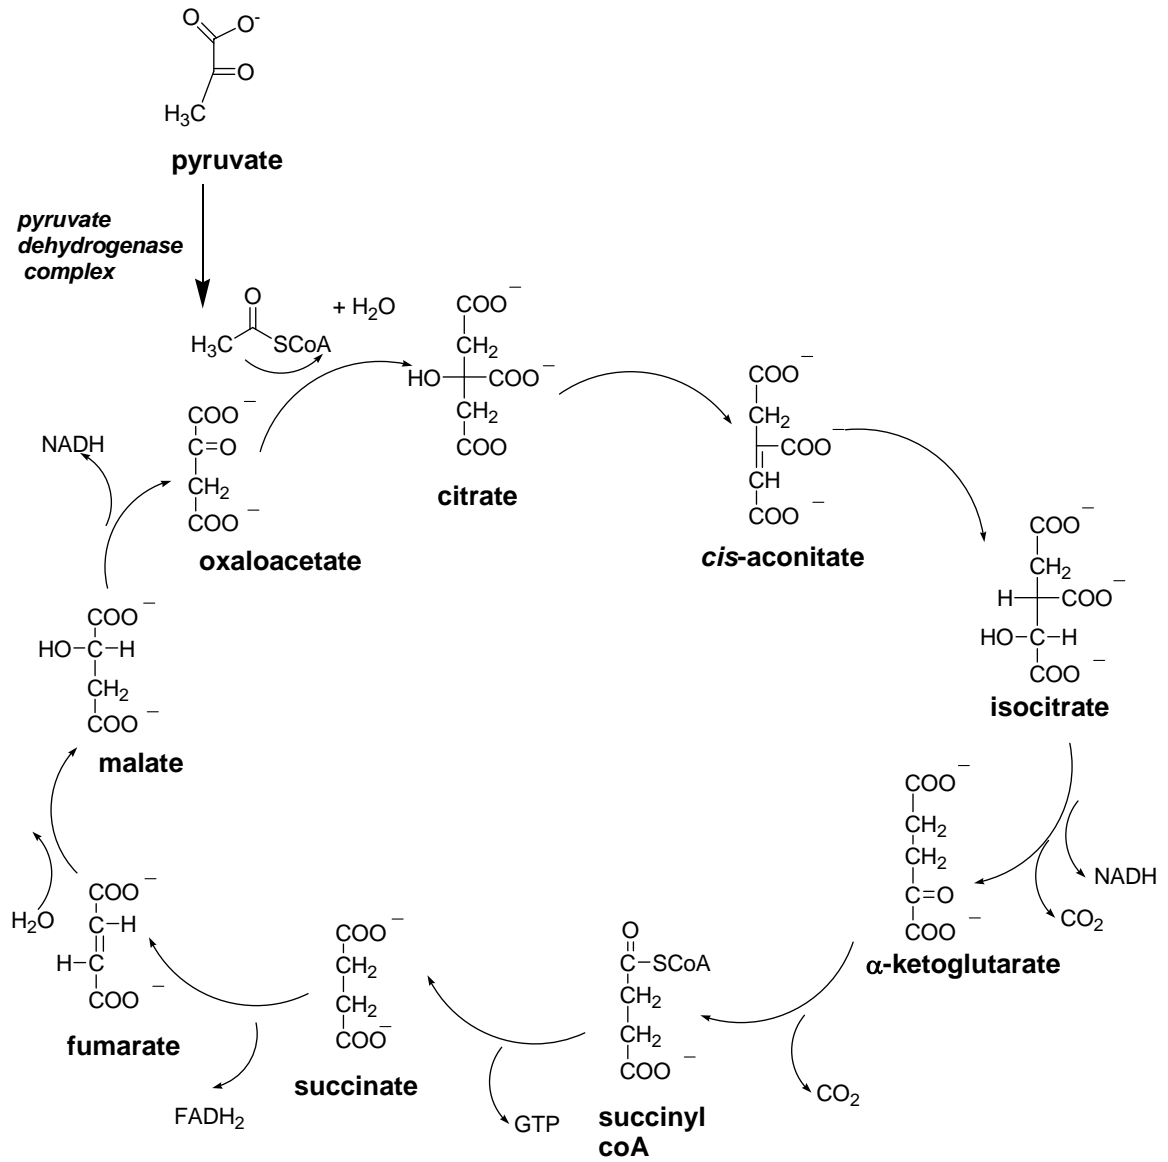 O
O-
O
H3C
pyruvate
pyruvate
dehydrogenase
complex
O
H3C
SCoA
+ H2O
COO–
CH2
HO
COO–
CH2
COO
citrate
COO–
CH2
COO–
CH
COO–
cis-aconitate
COO–
CH2
H
COO–
HO-C-H
COO–
isocitrate
NADH
CO2
COO–
CH2
CH2
C=O
COO–
α-ketoglutarate
CO2
O
C-SCoA
CH2
CH2
COO–
succinyl
coA
GTP
COO–
CH2
CH2
COO–
succinate
FADH2
COO–
C-H
H-C
COO–
fumarate
H2O
COO–
HO-C-H
CH2
COO–
malate
NADH
COO–
C=O
CH2
COO–
oxaloacetate